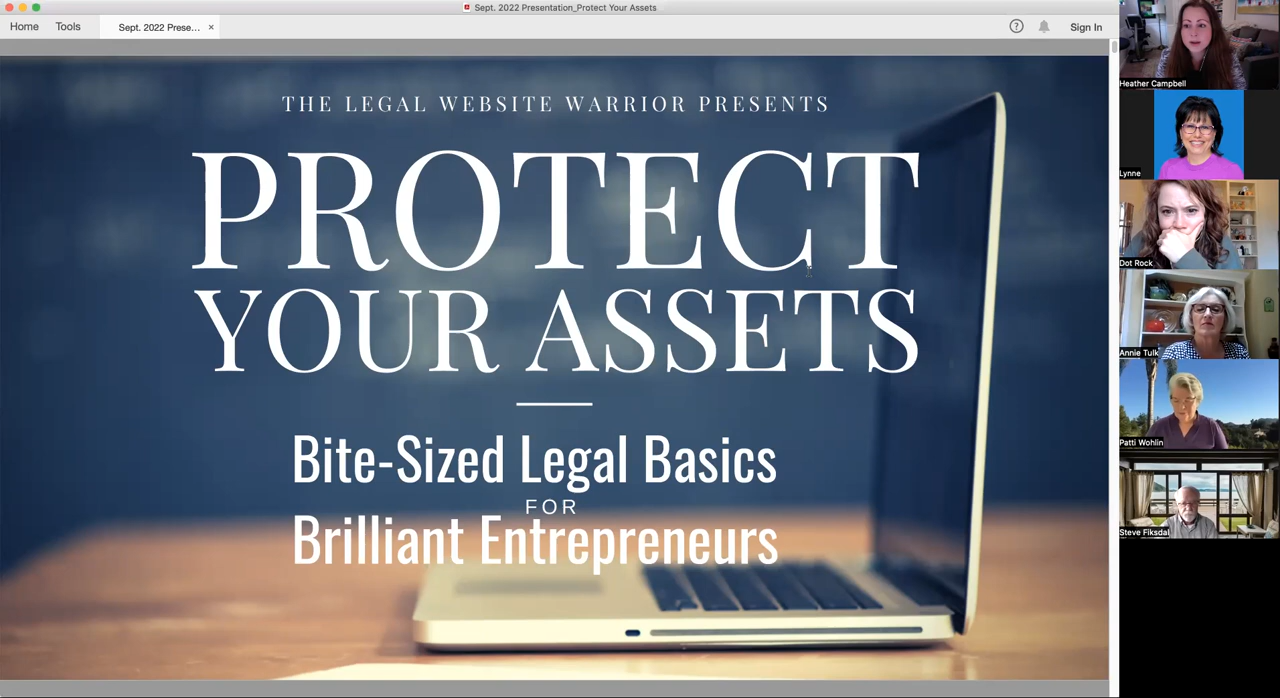 Sept. 2022 Presentation_Protect Your Assets
Home Tools Sept. 2022 Prese... × ? Sign In
THE LEGAL WEBSITE WARRIOR PRESENTS
PROTECT
YOUR ASSETS
Bite-Sized Legal Basics
FOR
Brilliant Entrepreneurs
Heather Campbell
Lynne
Dot Rock
Annie Tulk
Patti Wohlin
Steve Fiksdal